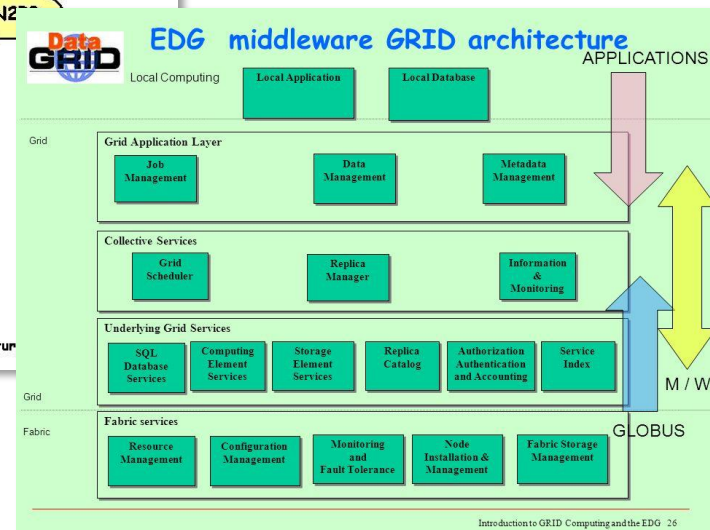 Data
GRID
EDG middleware GRID architecture
APPLICATIONS
Local Computing
Local Application
Local Database
Grid
Grid Application Layer
Job
Management
Data
Management
Metadata
Management
Collective Services
Grid
Scheduler
Replica
Manager
Information
&
Monitoring
Underlying Grid Services
SQL
Database
Services
Computing
Element
Services
Storage
Element
Services
Replica
Catalog
Authorization
Authentication
and Accounting
Service
Index
M / W
Grid
Fabric
Fabric services
GLOBUS
Resource
Management
Configuration
Management
Monitoring
and
Fault Tolerance
Node
Installation &
Management
Fabric Storage
Management
Introduction to GRID Computing and the EDG 26